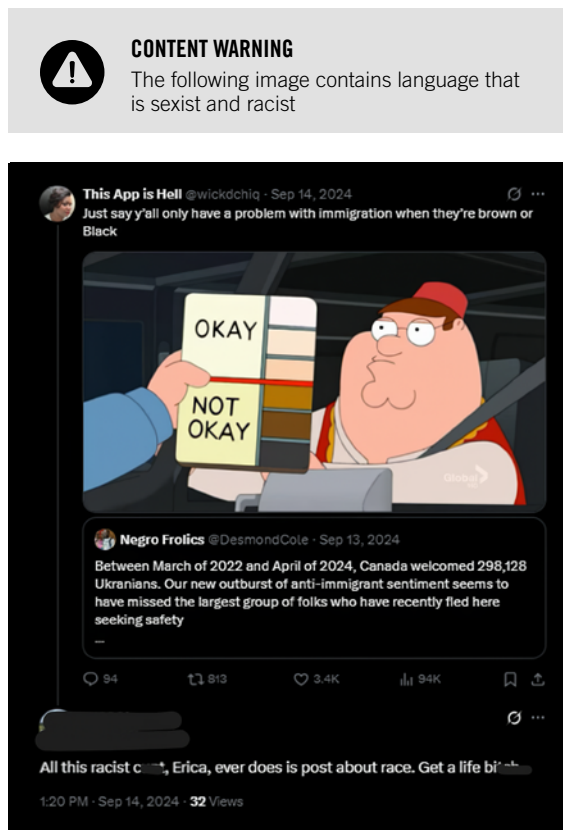 CONTENT WARNING
The following image contains language that
is sexist and racist
This App is Hell @wickdchiq · Sep 14, 2024
Just say y'all only have a problem with immigration when they're brown or
Black
OKAY
NOT
OKAY
Global
Negro Frolics @DesmondCole · Sep 13, 2024
Between March of 2022 and April of 2024, Canada welcomed 298,128
Ukranians. Our new outburst of anti-immigrant sentiment seems to
have missed the largest group of folks who have recently fled here
seeking safety
...
94 813 3.4K 94K
All this racist c t, Erica, ever does is post about race. Get a life bi
1:20 PM · Sep 14, 2024 · 32 Views